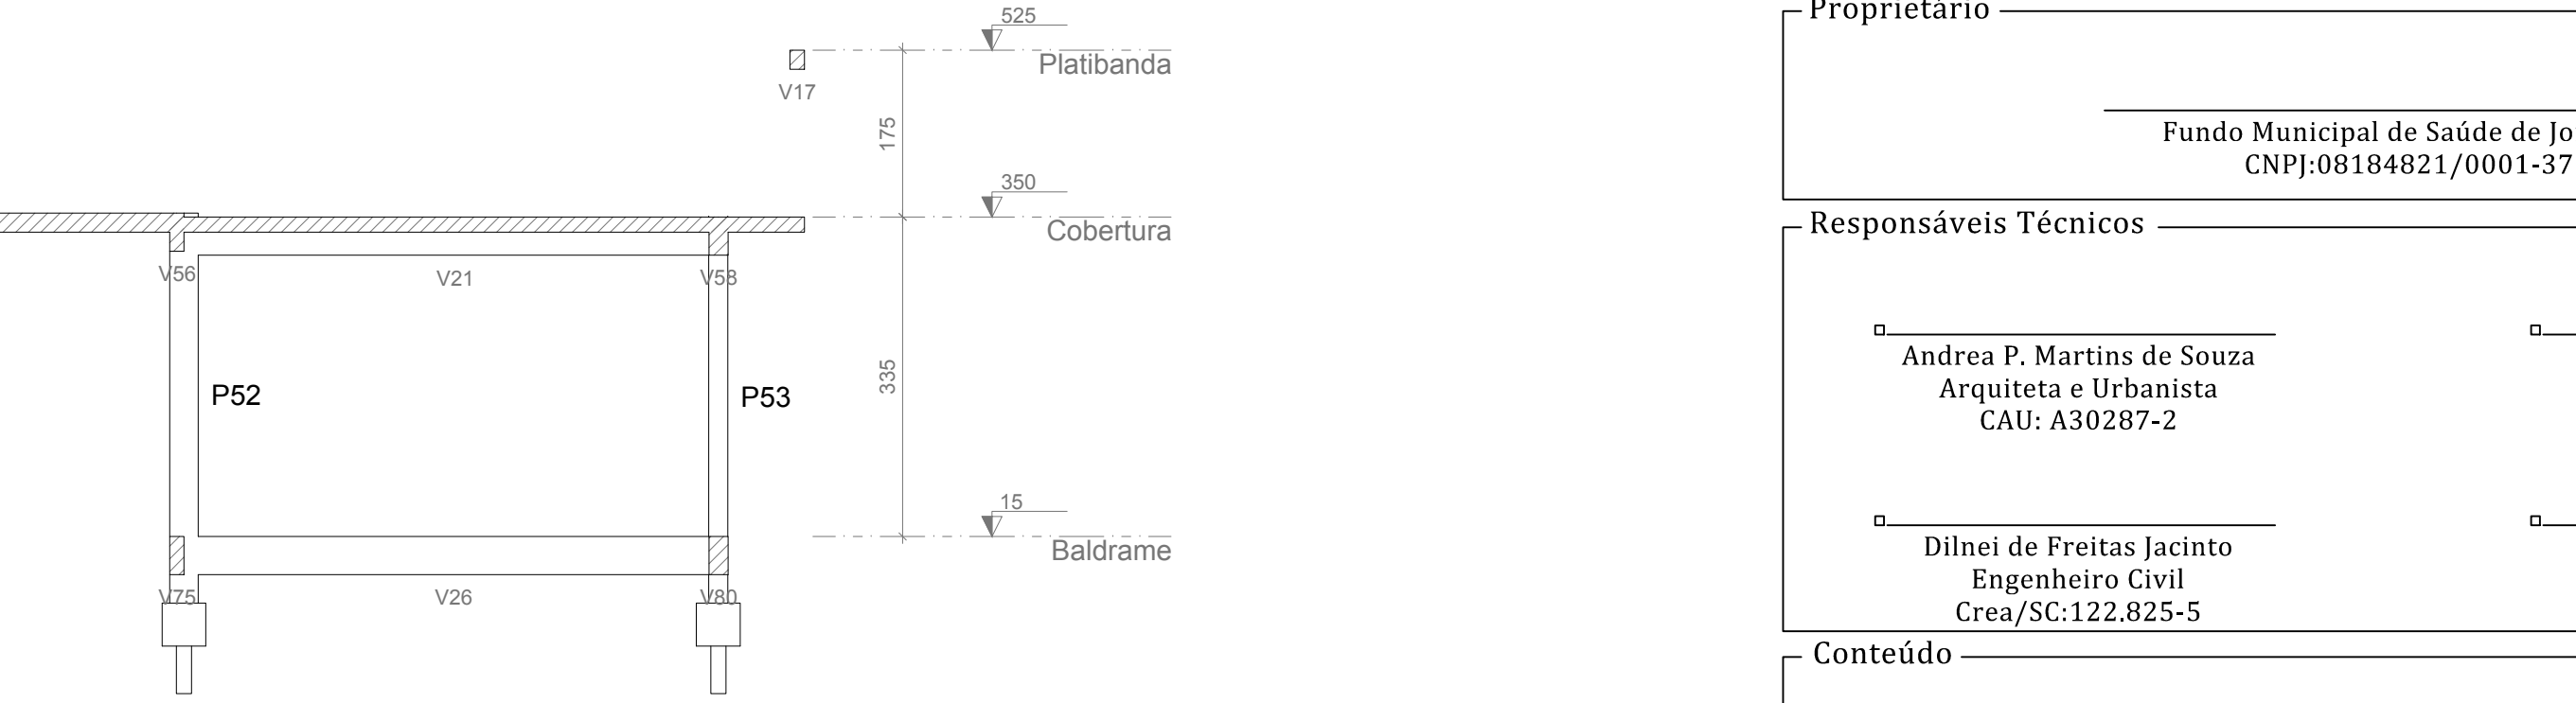 525
Platibanda
V17
175
350
Cobertura
V56
V21
V58
335
P52
P53
15
Baldrame
V75
V26
V80
Proprietário
Fundo Municipal de Saúde de Jo
CNPJ:08184821/0001-37
Responsáveis Técnicos
Andrea P. Martins de Souza
Arquiteta e Urbanista
CAU: A30287-2
Dilnei de Freitas Jacinto
Engenheiro Civil
Crea/SC:122.825-5
Conteúdo